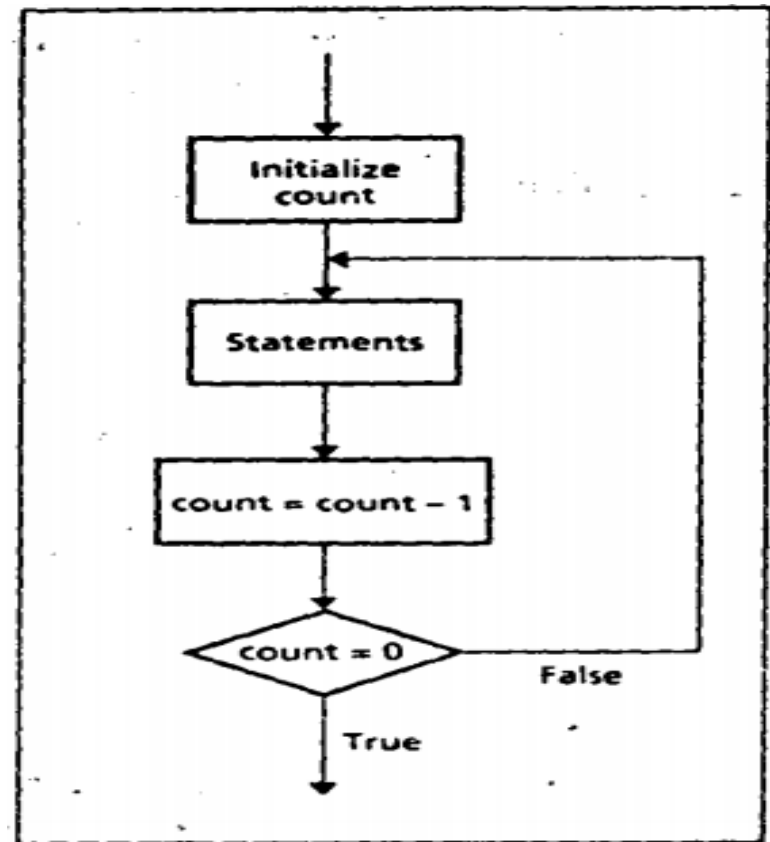 Initialize
count
Statements
count = count – 1
count = 0
False
True